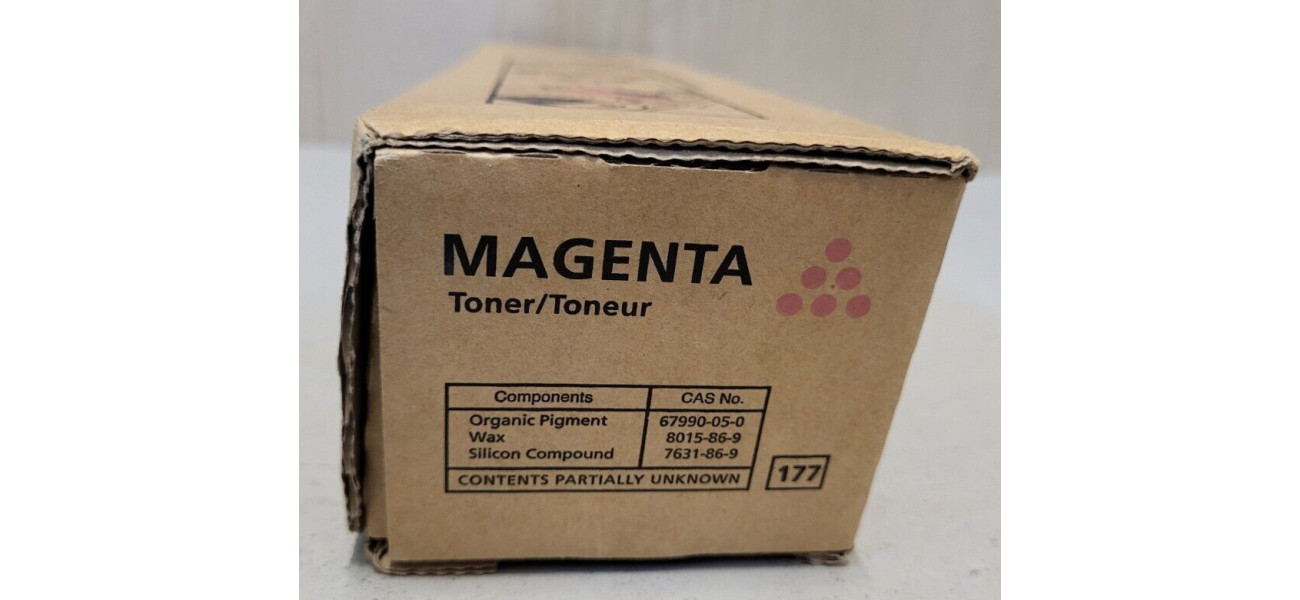 MAGENTA
Toner/Toneur
Components CAS No.
Organic Pigment 67990-05-0
Wax 8015-86-9
Silicon Compound 7631-86-9
CONTENTS PARTIALLY UNKNOWN
177